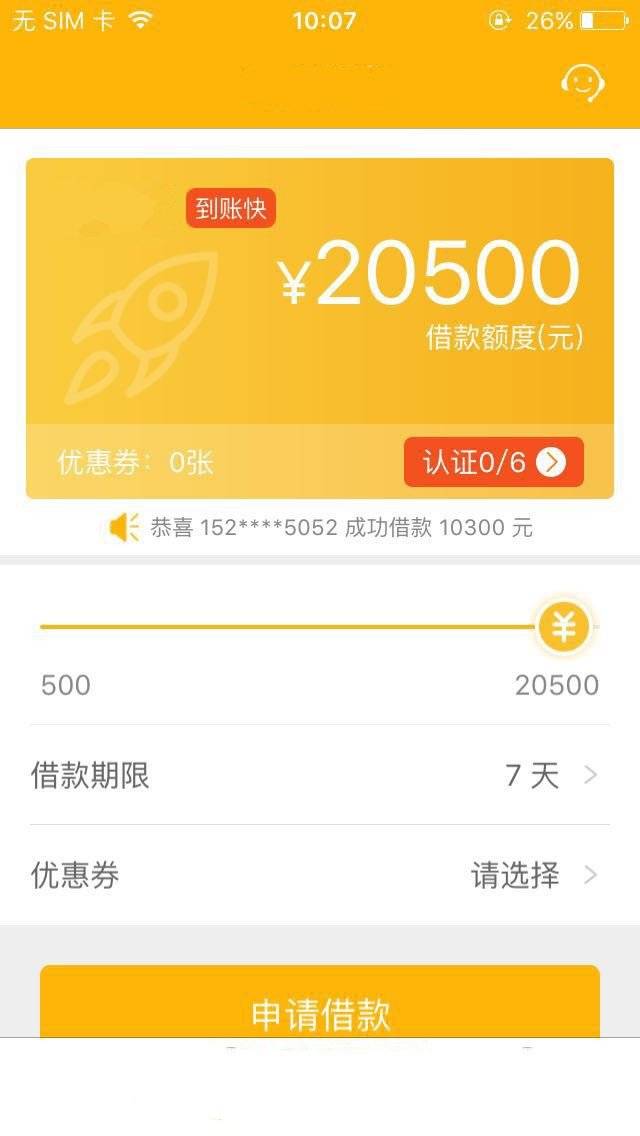 无 SIM 卡 10:07 26%
到账快
¥20500
借款额度(元)
优惠券：0张 认证0/6
恭喜 152****5052 成功借款 10300 元
¥
500 20500
借款期限 7 天
优惠券 请选择
申请借款